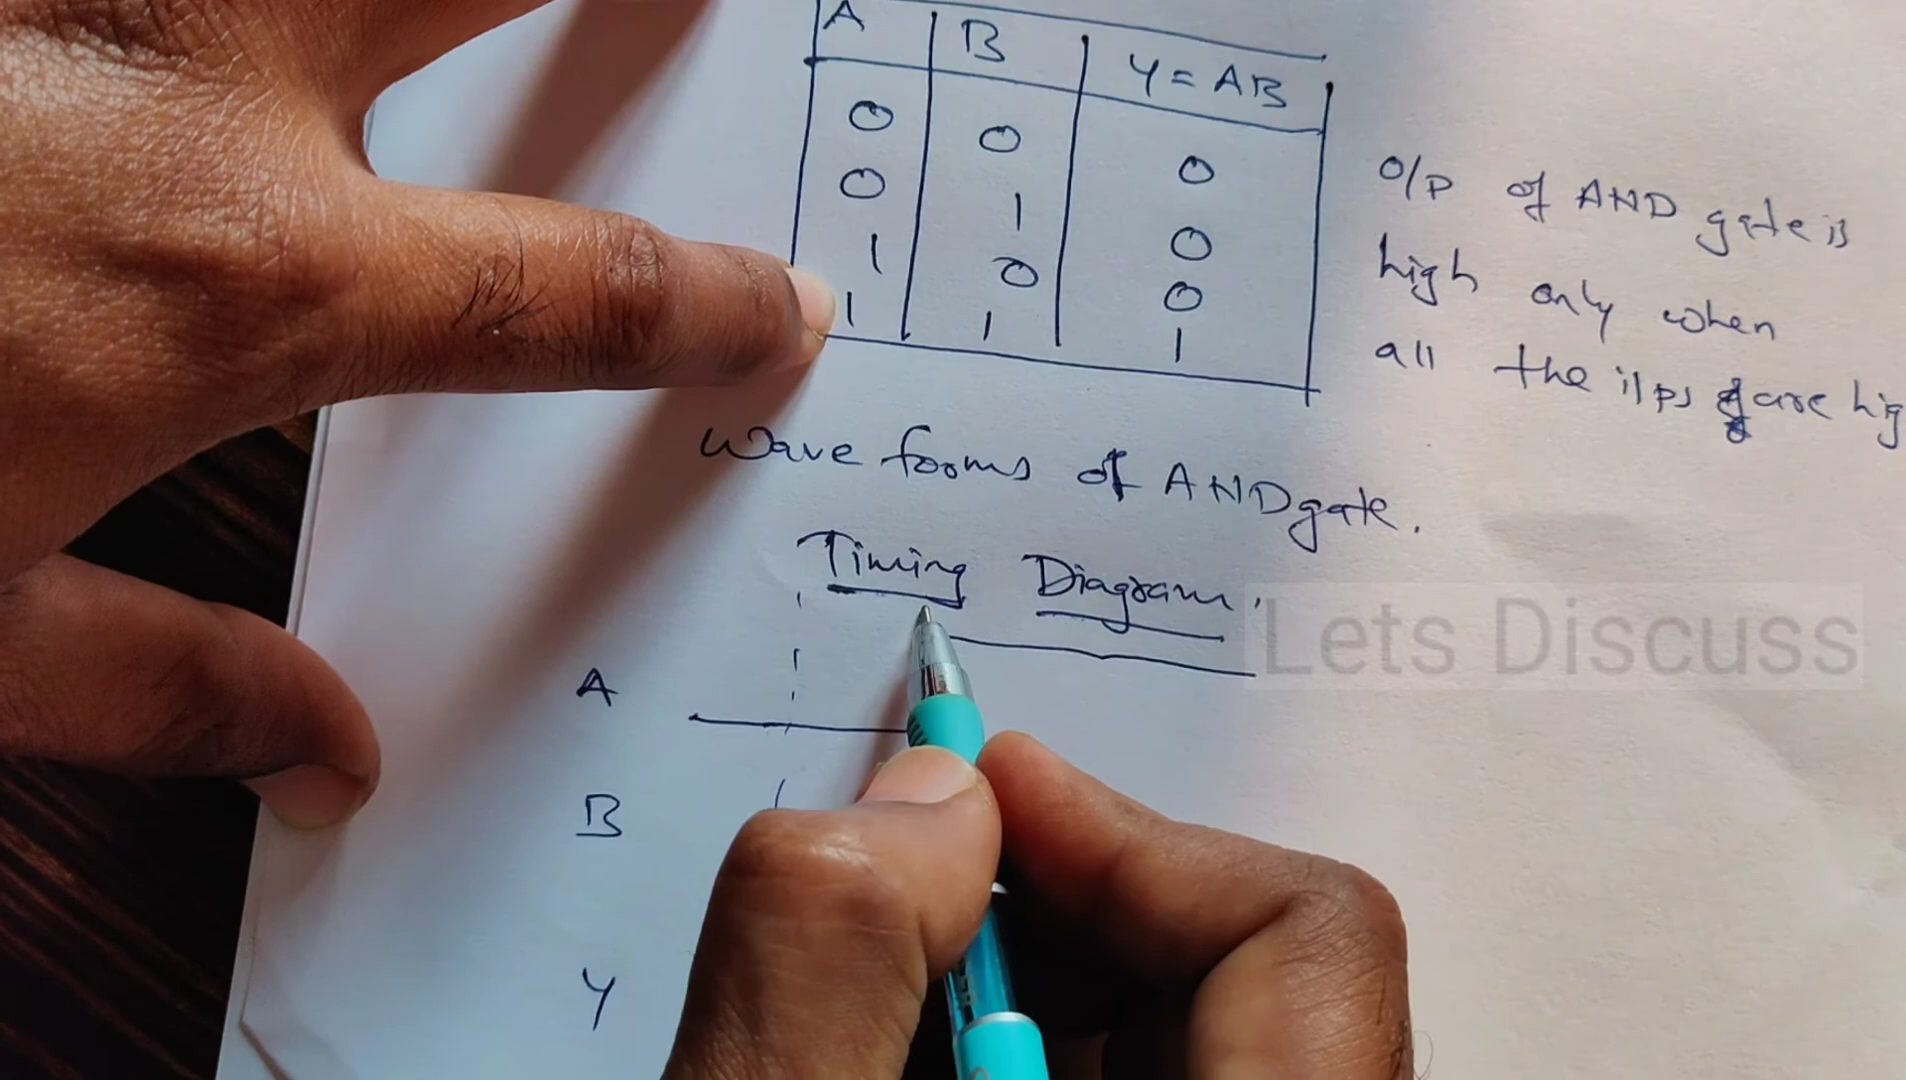 A B Y = AB
0 0 0
0 1 0
1 0 0
1 1 1
O/P of AND gate is
high only when
all the i/ps are hig
Wave forms of AND gate.
Timing Diagram.
Lets Discuss
A
B
Y